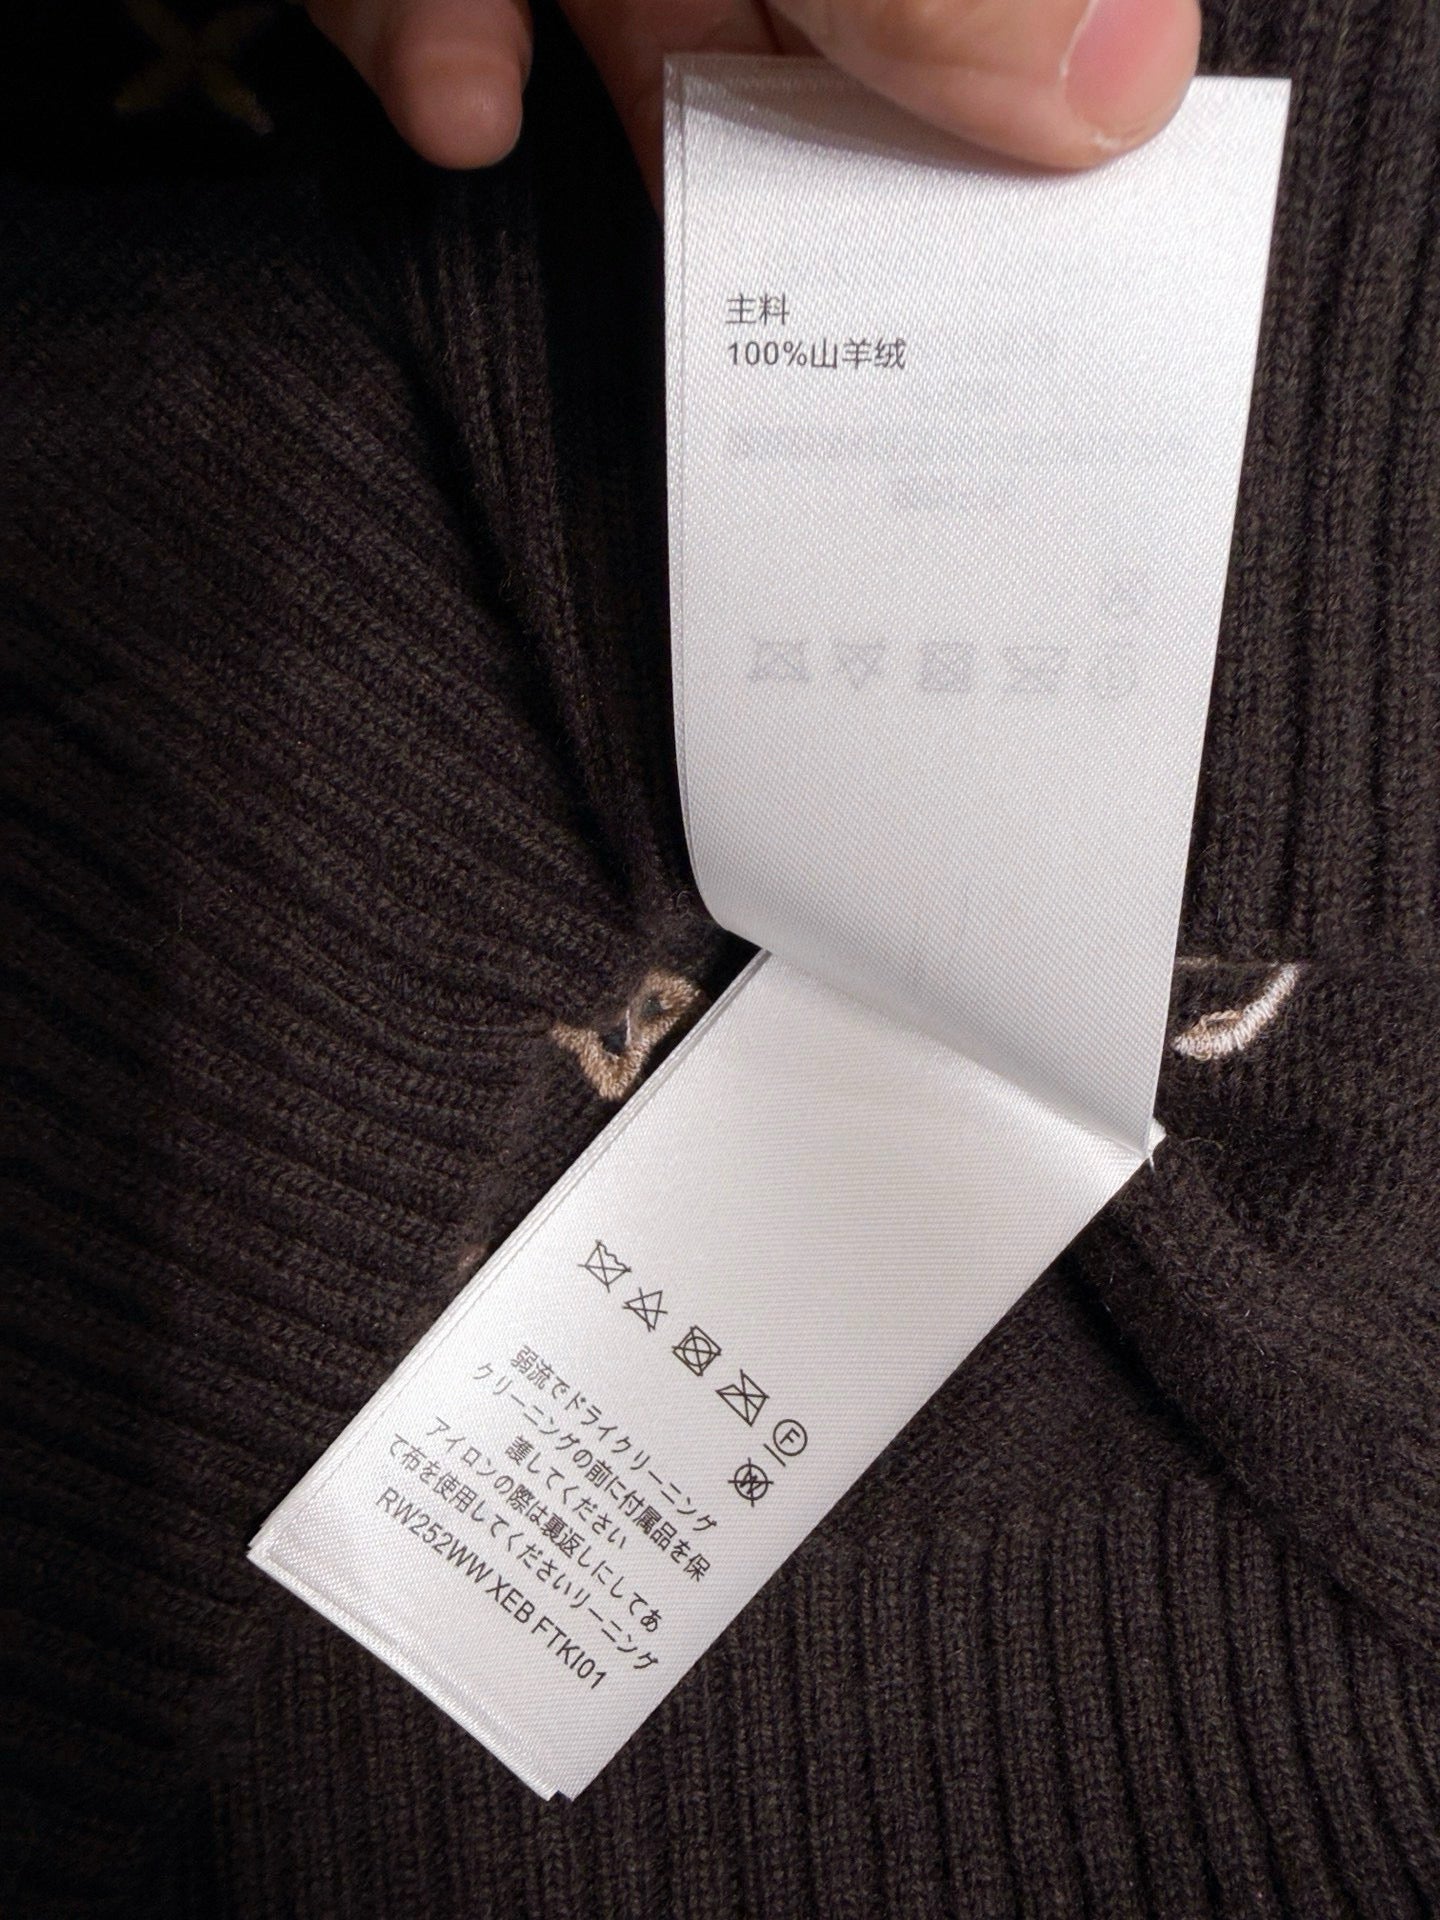 主料
100%山羊绒
F
W
弱流でドライクリーニング
クリーニングの前に付属品を保
護してください
アイロンの際は裏返しにしてあ
て布を使用してくださいリーニング
RW252WW XEB FTKI01